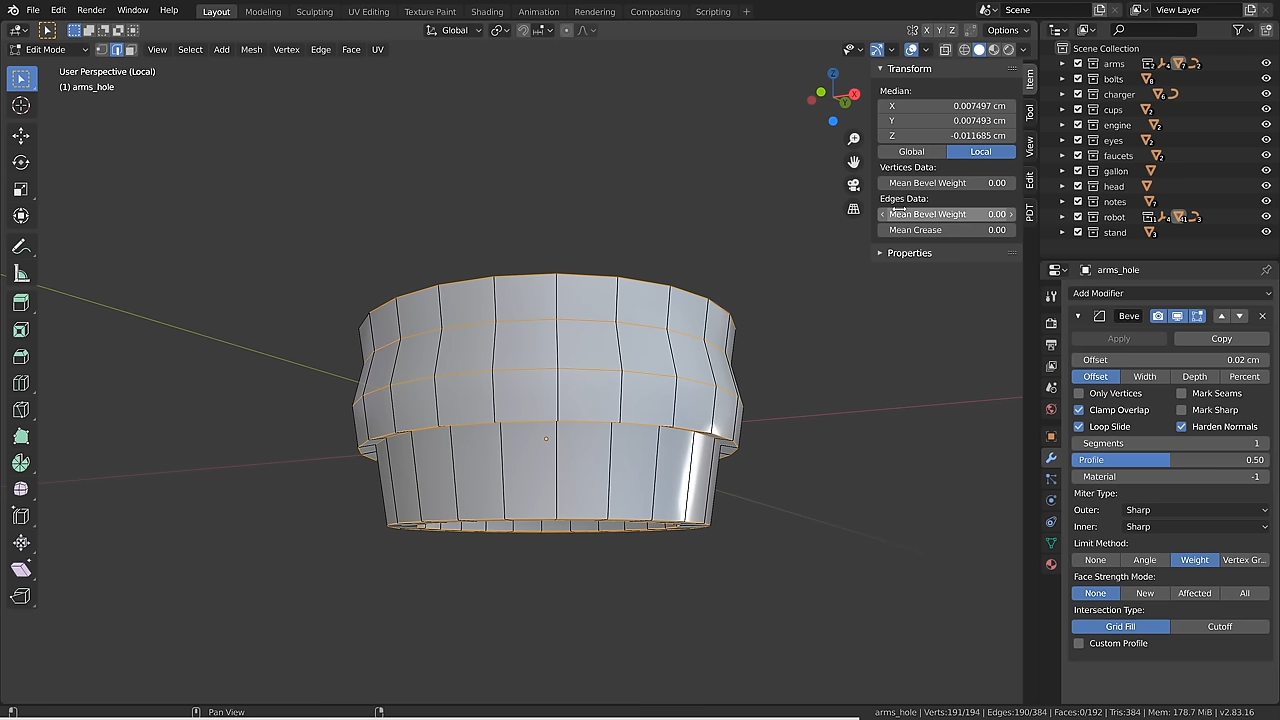 File Edit Render Window Help Layout Modeling Sculpting UV Editing Texture Paint Shading Animation Rendering Compositing Scripting Scene View Layer
Global Options
Edit Mode View Select Add Mesh Vertex Edge Face UV
User Perspective (Local)
(1) arms_hole
Z
X
Y
Transform
Median:
X 0.007497 cm
Y 0.007493 cm
Z -0.011685 cm
Global Local
Vertices Data:
Mean Bevel Weight 0.00
Edges Data:
Mean Bevel Weight 0.00
Mean Crease 0.00
Properties
Item
Tool
View
Edit
PDT
Scene Collection
arms
bolts
charger
cups
engine
eyes
faucets
gallon
head
notes
robot
stand
arms_hole
Add Modifier
Beve
Apply Copy
Offset 0.02 cm
Offset Width Depth Percent
Only Vertices Mark Seams
Clamp Overlap Mark Sharp
Loop Slide Harden Normals
Segments 1
Profile 0.50
Material -1
Miter Type:
Outer: Sharp
Inner: Sharp
Limit Method:
None Angle Weight Vertex Gr...
Face Strength Mode:
None New Affected All
Intersection Type:
Grid Fill Cutoff
Custom Profile
Pan View
arms_hole | Verts:191/194 | Edges:190/384 | Faces:0/192 | Tris:384 | Mem: 178.7 MiB | v2.83.16